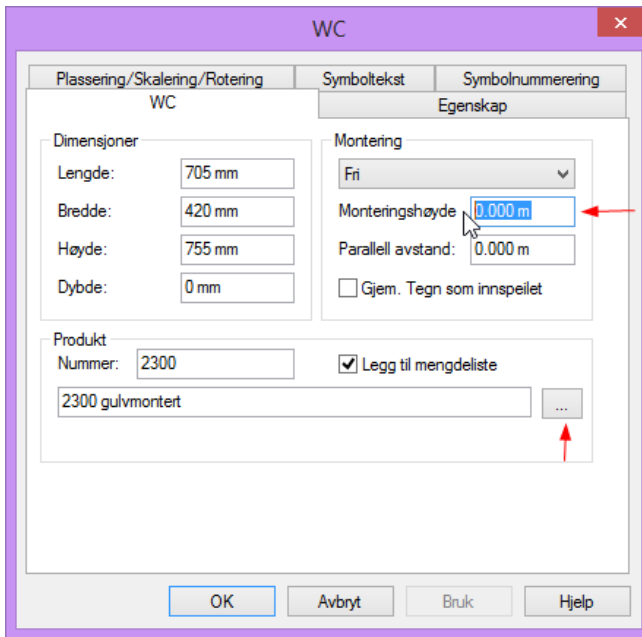 WC
Plassering/Skalering/Rotering Symboltekst Symbolnummerering
WC Egenskap
Dimensjoner
Lengde: 705 mm
Bredde: 420 mm
Høyde: 755 mm
Dybde: 0 mm
Montering
Fri
Monteringshøyde 0.000 m
Parallell avstand: 0.000 m
Gjem. Tegn som innspeilet
Produkt
Nummer: 2300 Legg til mengdeliste
2300 gulvmontert ...
OK Avbryt Bruk Hjelp